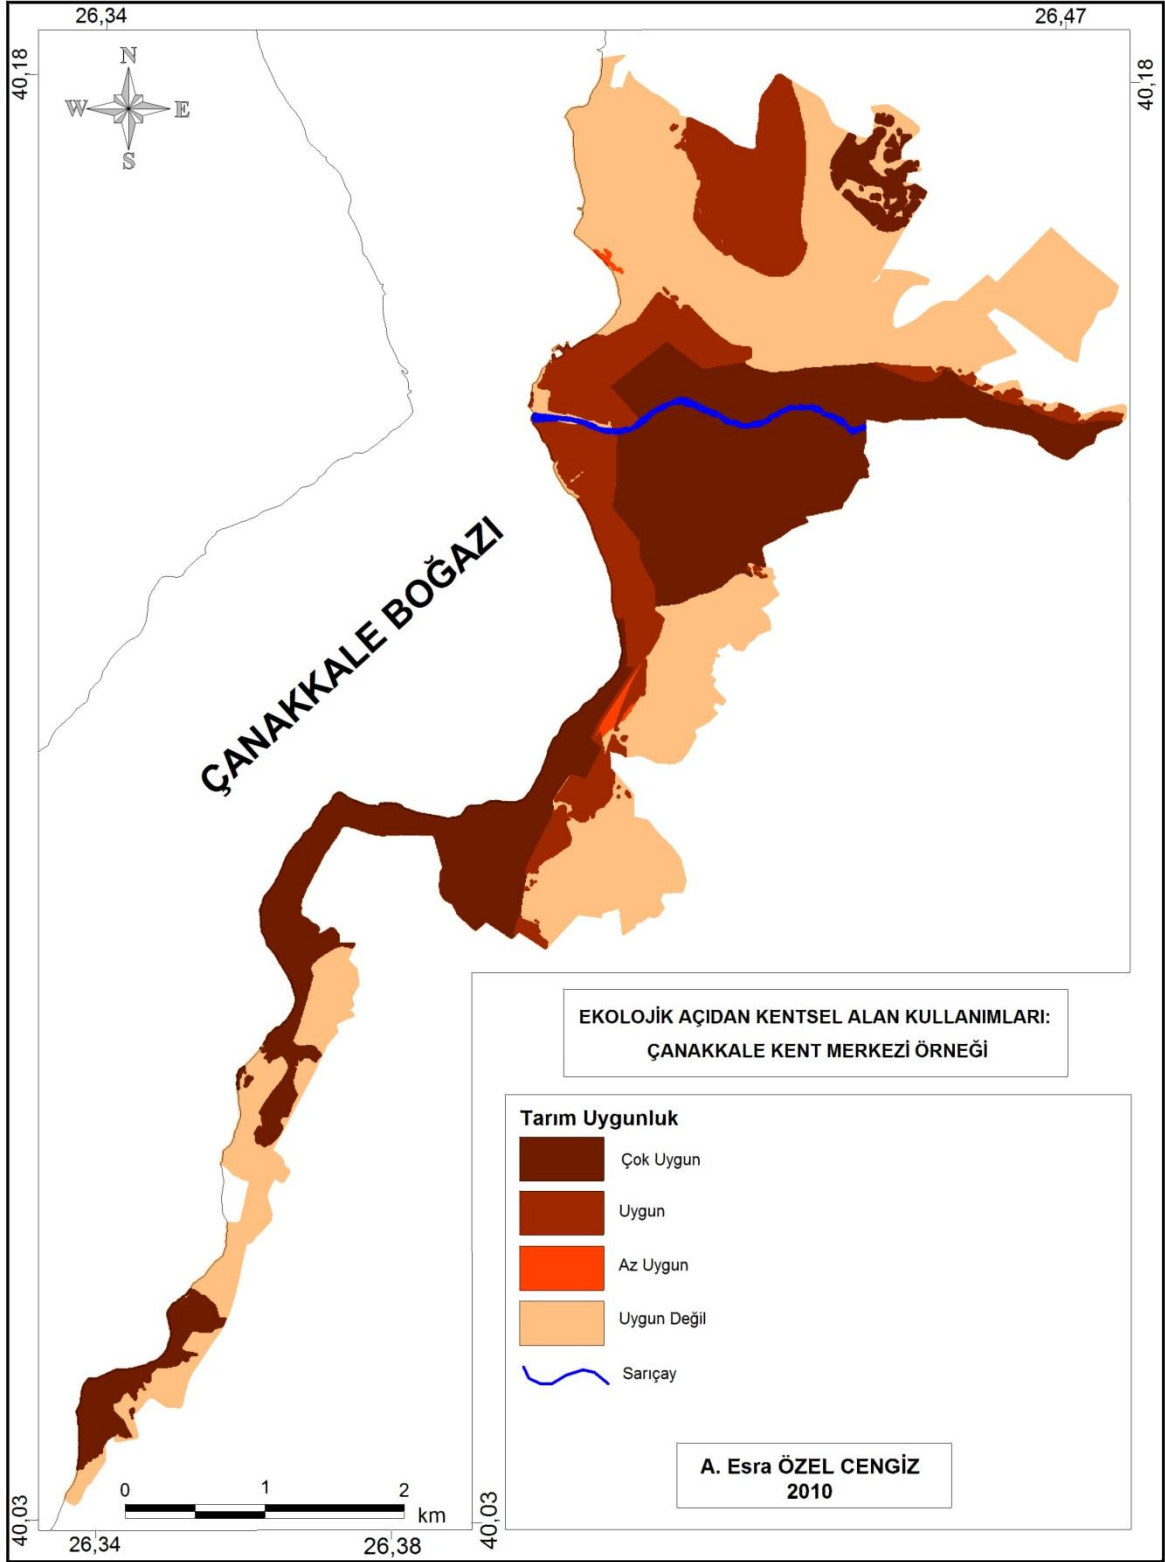 26,34
26,47
40,18
40,18
N
W
E
S
ÇANAKKALE BOĞAZI
EKOLOJİK AÇIDAN KENTSEL ALAN KULLANIMLARI:
ÇANAKKALE KENT MERKEZİ ÖRNEĞİ
Tarım Uygunluk
Çok Uygun
Uygun
Az Uygun
Uygun Değil
Sarıçay
A. Esra ÖZEL CENGİZ
2010
0 1 2
km
40,03
40,03
26,34
26,38